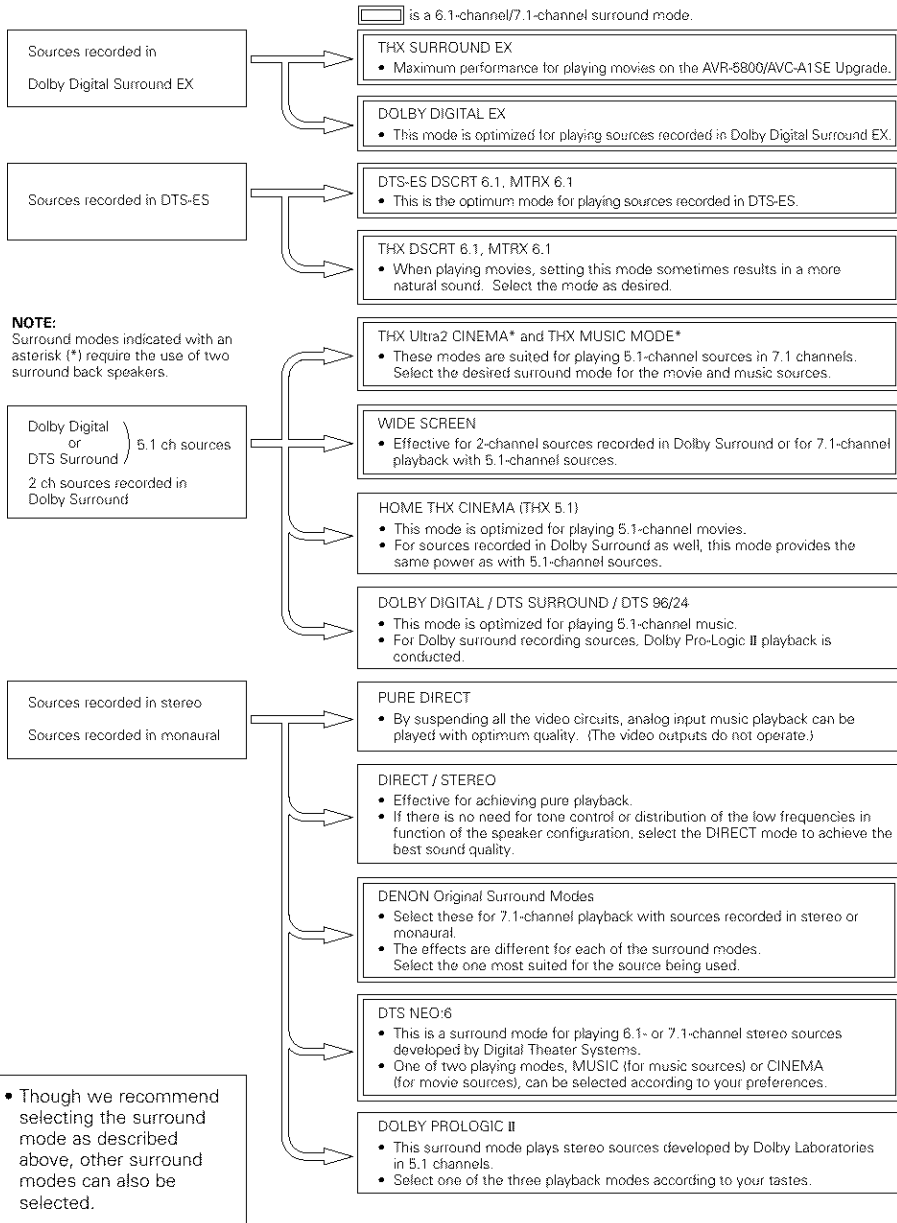 is a 6.1-channel/7.1-channel surround mode.
Sources recorded in
Dolby Digital Surround EX
THX SURROUND EX
• Maximum performance for playing movies on the AVR-5800/AVC-A1SE Upgrade.
DOLBY DIGITAL EX
• This mode is optimized for playing sources recorded in Dolby Digital Surround EX.
Sources recorded in DTS-ES
DTS-ES DSCRT 6.1, MTRX 6.1
• This is the optimum mode for playing sources recorded in DTS-ES.
THX DSCRT 6.1, MTRX 6.1
• When playing movies, setting this mode sometimes results in a more
natural sound. Select the mode as desired.
NOTE:
Surround modes indicated with an
asterisk (*) require the use of two
surround back speakers.
Dolby Digital
or
DTS Surround
5.1 ch sources
2 ch sources recorded in
Dolby Surround
THX Ultra2 CINEMA* and THX MUSIC MODE*
• These modes are suited for playing 5.1-channel sources in 7.1 channels.
Select the desired surround mode for the movie and music sources.
WIDE SCREEN
• Effective for 2-channel sources recorded in Dolby Surround or for 7.1-channel
playback with 5.1-channel sources.
HOME THX CINEMA (THX 5.1)
• This mode is optimized for playing 5.1-channel movies.
• For sources recorded in Dolby Surround as well, this mode provides the
same power as with 5.1-channel sources.
DOLBY DIGITAL / DTS SURROUND / DTS 96/24
• This mode is optimized for playing 5.1-channel music.
• For Dolby surround recording sources, Dolby Pro-Logic II playback is
conducted.
Sources recorded in stereo
Sources recorded in monaural
PURE DIRECT
• By suspending all the video circuits, analog input music playback can be
played with optimum quality. (The video outputs do not operate.)
DIRECT / STEREO
• Effective for achieving pure playback.
• If there is no need for tone control or distribution of the low frequencies in
function of the speaker configuration, select the DIRECT mode to achieve the
best sound quality.
DENON Original Surround Modes
• Select these for 7.1-channel playback with sources recorded in stereo or
monaural.
• The effects are different for each of the surround modes.
Select the one most suited for the source being used.
DTS NEO:6
• This is a surround mode for playing 6.1- or 7.1-channel stereo sources
developed by Digital Theater Systems.
• One of two playing modes, MUSIC (for music sources) or CINEMA
(for movie sources), can be selected according to your preferences.
DOLBY PROLOGIC II
• This surround mode plays stereo sources developed by Dolby Laboratories
in 5.1 channels.
• Select one of the three playback modes according to your tastes.
• Though we recommend
selecting the surround
mode as described
above, other surround
modes can also be
selected.